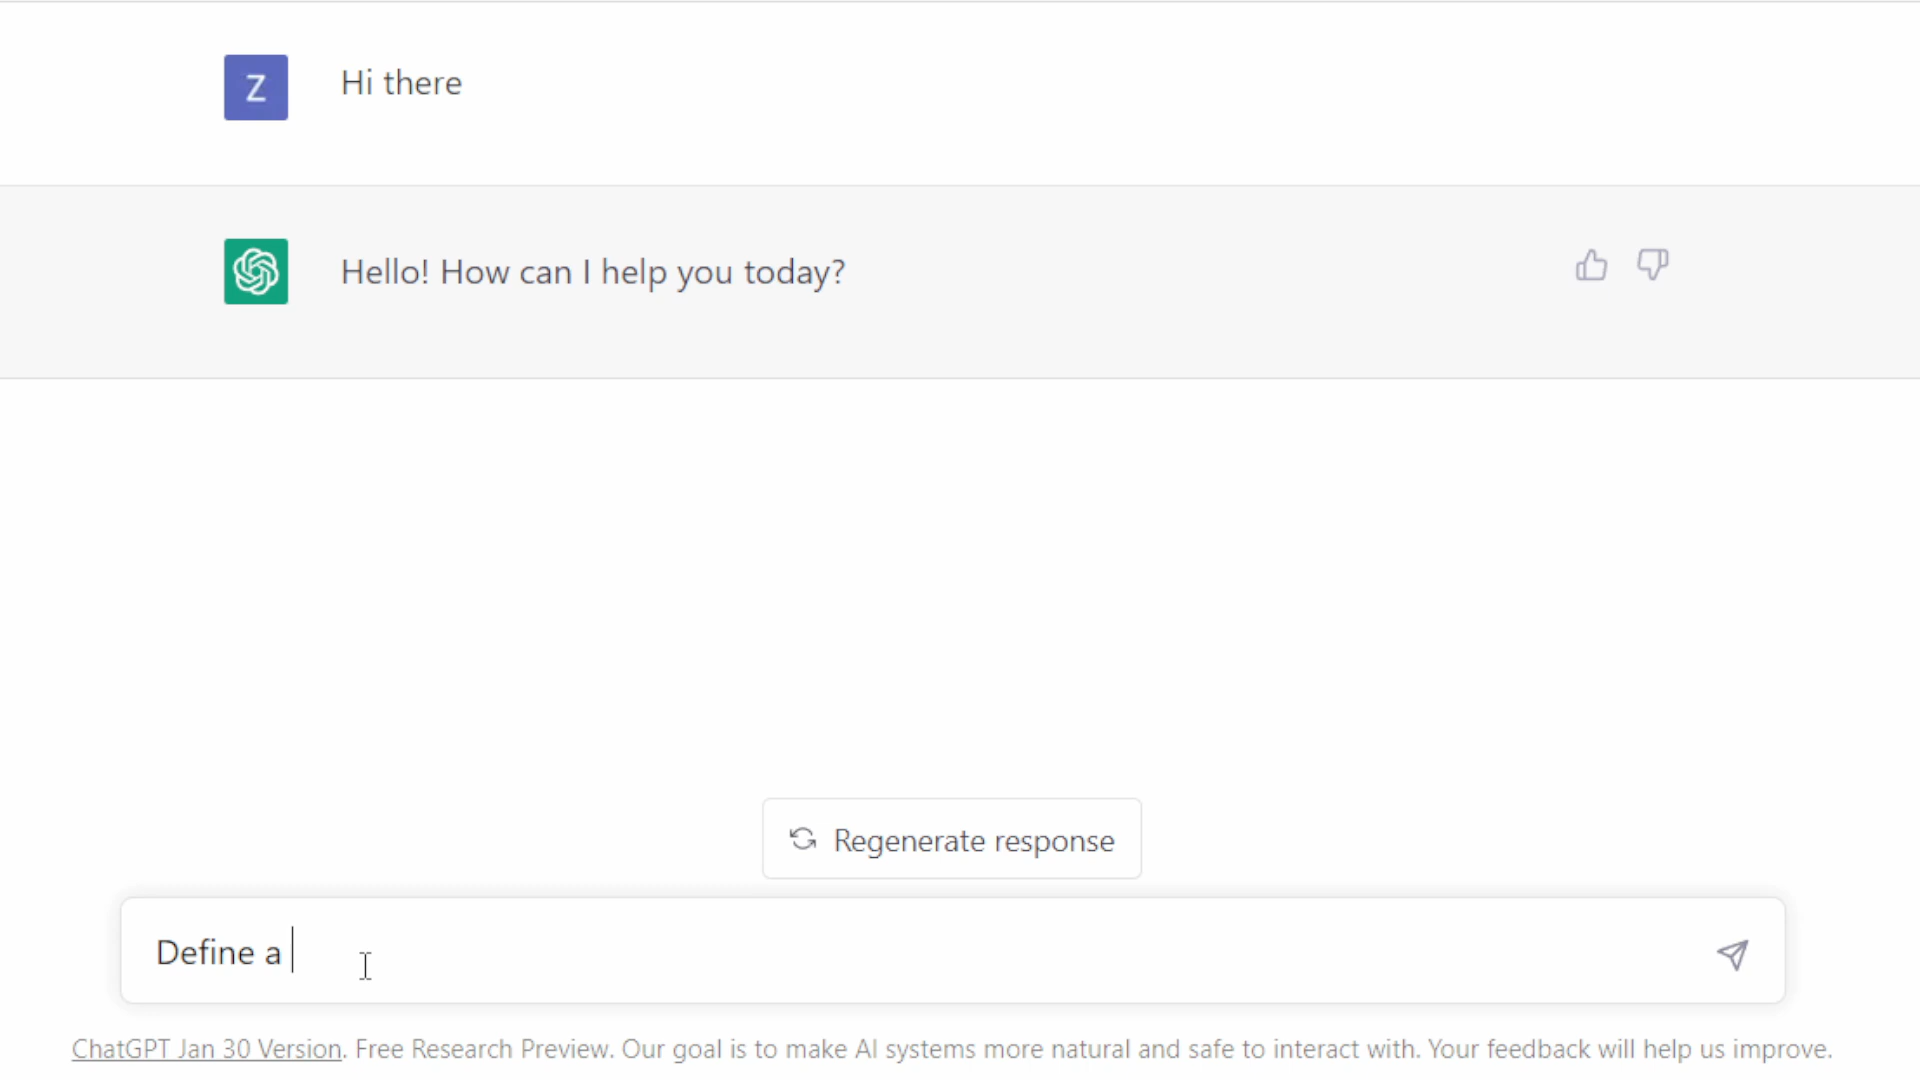 Z
Hi there
Hello! How can I help you today?
Regenerate response
Define a
ChatGPT Jan 30 Version. Free Research Preview. Our goal is to make AI systems more natural and safe to interact with. Your feedback will help us improve.